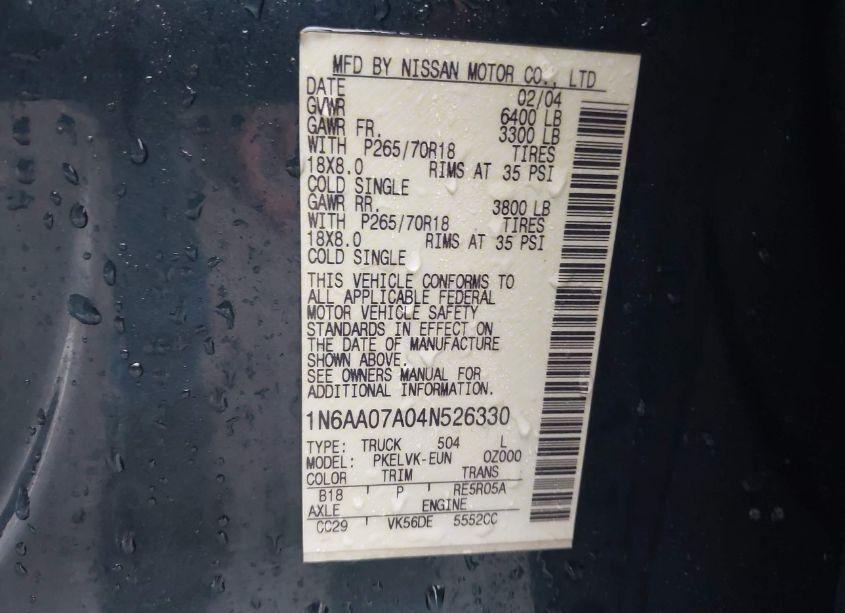 MFD BY NISSAN MOTOR CO., LTD
DATE 02/04
GVWR 6400 LB
GAWR FR. 3300 LB
WITH P265/70R18 TIRES
18X8.0 RIMS AT 35 PSI
COLD SINGLE
GAWR RR. 3800 LB
WITH P265/70R18 TIRES
18X8.0 RIMS AT 35 PSI
COLD SINGLE
THIS VEHICLE CONFORMS TO
ALL APPLICABLE FEDERAL
MOTOR VEHICLE SAFETY
STANDARDS IN EFFECT ON
THE DATE OF MANUFACTURE
SHOWN ABOVE.
SEE OWNERS MANUAL FOR
ADDITIONAL INFORMATION.
1N6AA07A04N526330
TYPE: TRUCK 504 L
MODEL: PKELVK-EUN 0Z000
COLOR TRIM TRANS
B18 P RE5R05A
AXLE ENGINE
CC29 VK56DE 5552CC